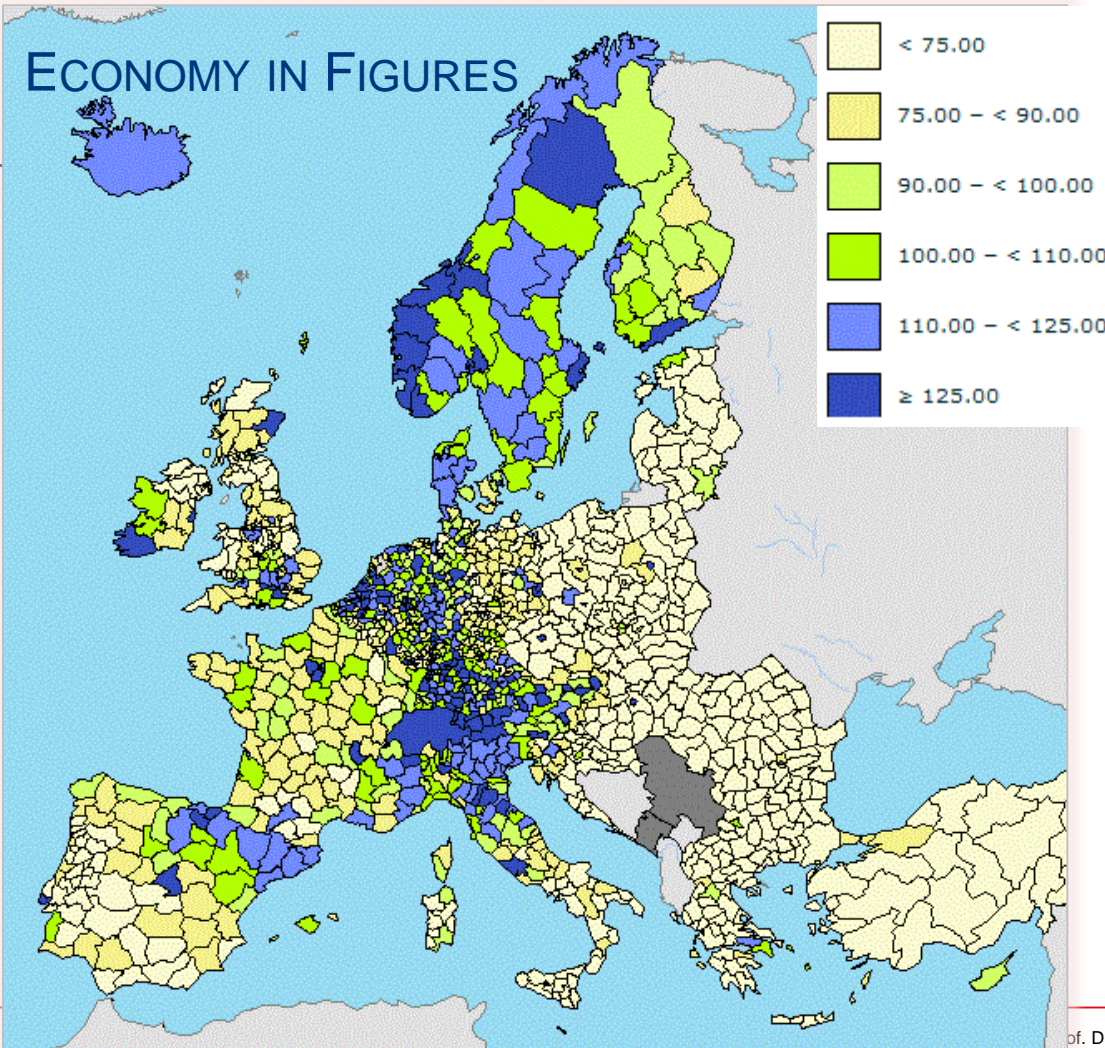 ECONOMY IN FIGURES
< 75.00
75.00 – < 90.00
90.00 – < 100.00
100.00 – < 110.00
110.00 – < 125.00
≥ 125.00
of. D